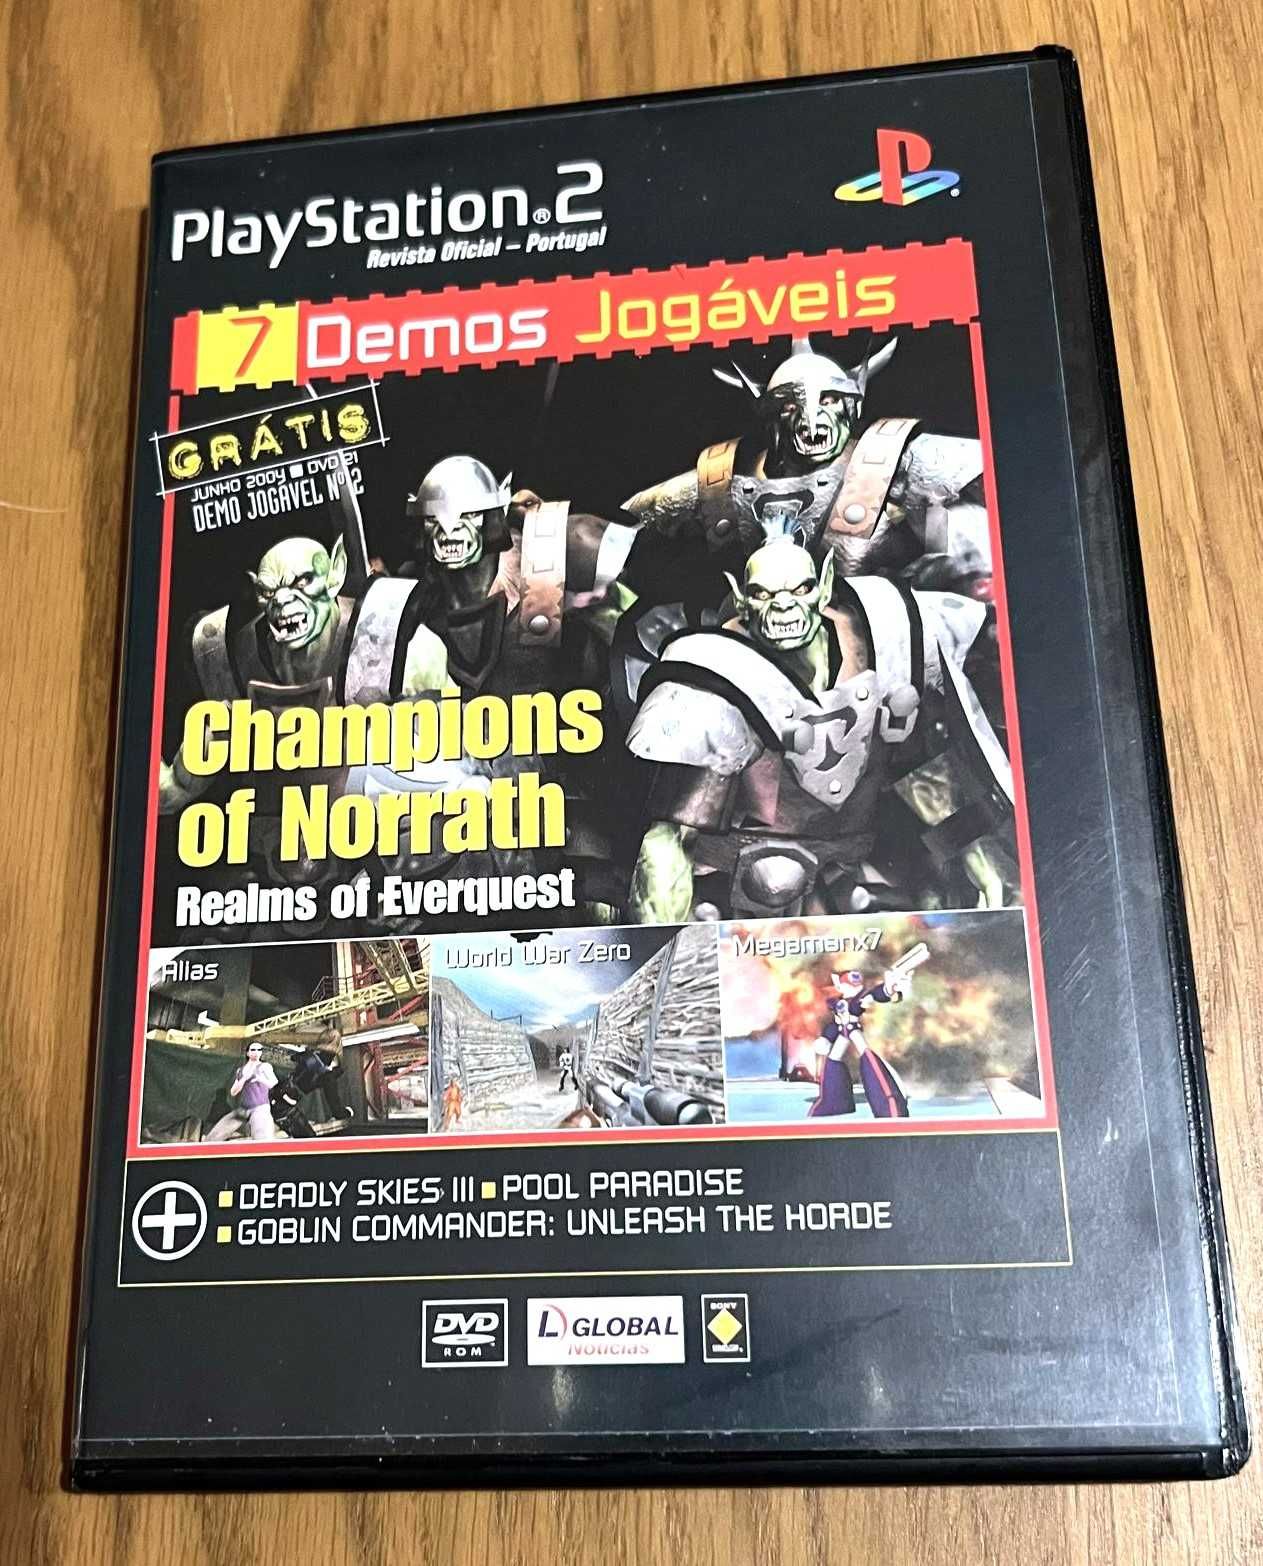 PlayStation®2
Revista Oficial – Portugal
7 Demos Jogáveis
GRÁTIS
JUNHO 2004 ■ DVD 21
DEMO JOGÁVEL Nº 2
Champions
of Norrath
Realms of Everquest
Alias
World War Zero
Megamanx7
■ DEADLY SKIES III ■ POOL PARADISE
■ GOBLIN COMMANDER: UNLEASH THE HORDE
DVD
ROM
GLOBAL
Notícias
SONY